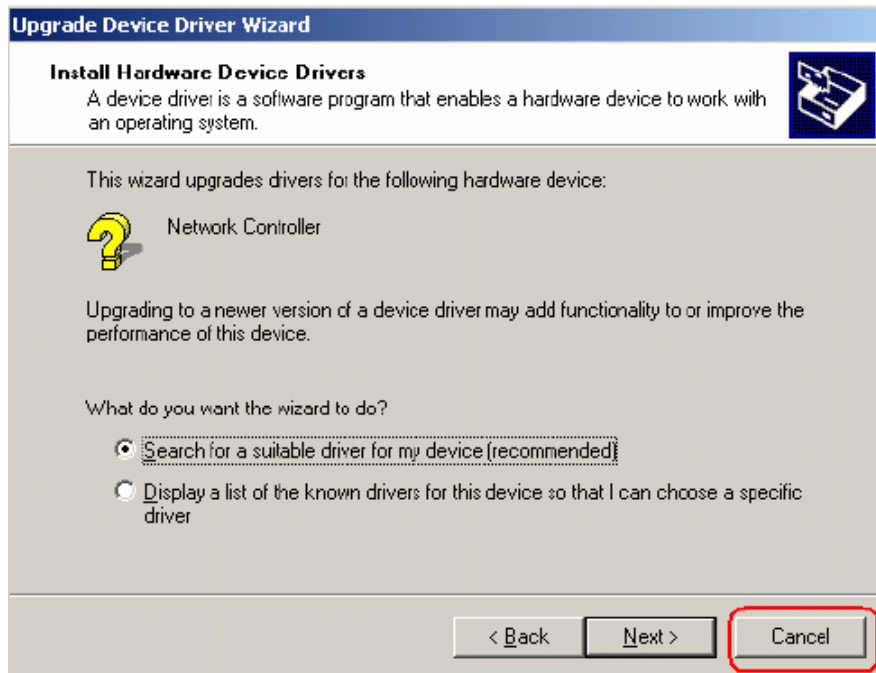 Upgrade Device Driver Wizard
Install Hardware Device Drivers
A device driver is a software program that enables a hardware device to work with
an operating system.
This wizard upgrades drivers for the following hardware device:
Network Controller
Upgrading to a newer version of a device driver may add functionality to or improve the
performance of this device.
What do you want the wizard to do?
Search for a suitable driver for my device (recommended)
Display a list of the known drivers for this device so that I can choose a specific
driver
< Back
Next >
Cancel